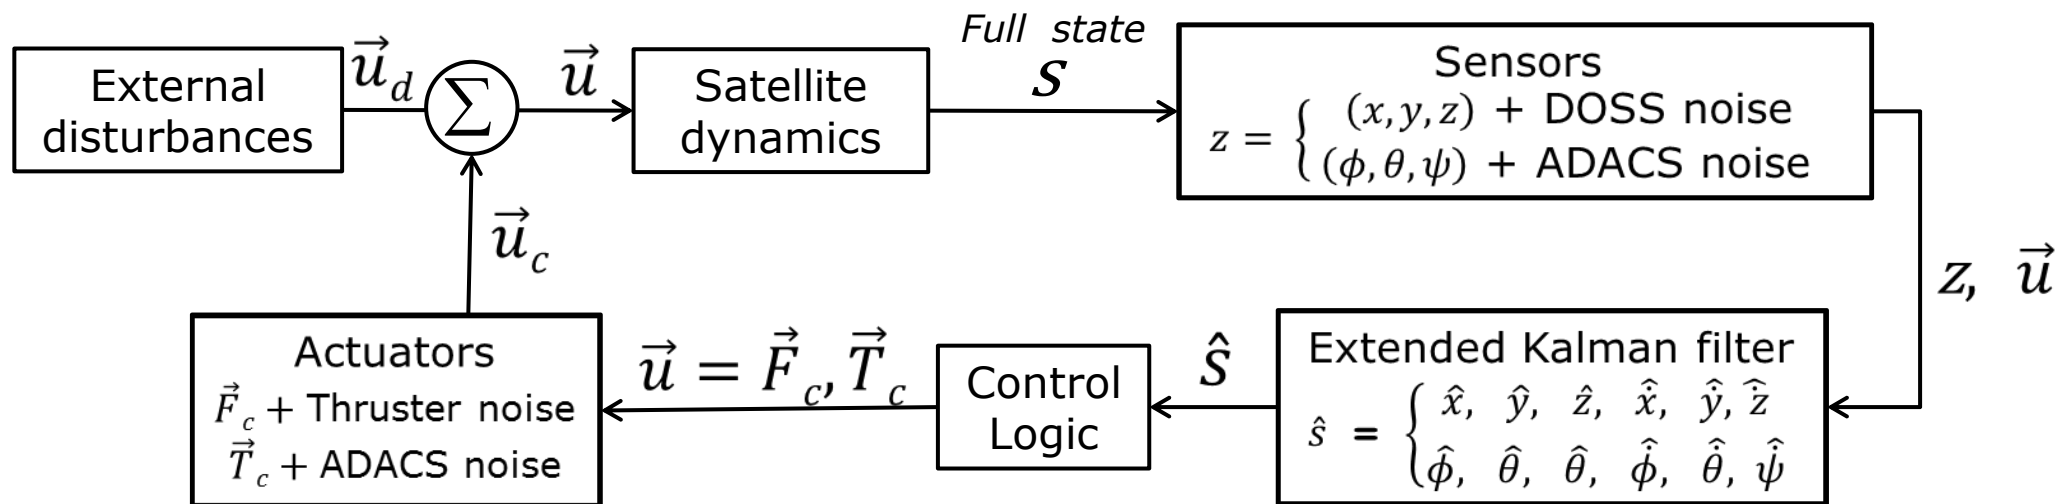 External
disturbances
u⃗_d
Σ
u⃗
Satellite
dynamics
Full state
s
Sensors
z = { (x, y, z) + DOSS noise
(ϕ, θ, ψ) + ADACS noise
z, u⃗
Extended Kalman filter
ŝ = { x̂, ŷ, ẑ, ẋ̂, ẏ̂, ż̂
ϕ̂, θ̂, θ̂, ϕ̇̂, θ̇̂, ψ̇̂
ŝ
Control
Logic
u⃗ = F⃗_c, T⃗_c
Actuators
F⃗_c + Thruster noise
T⃗_c + ADACS noise
u⃗_c